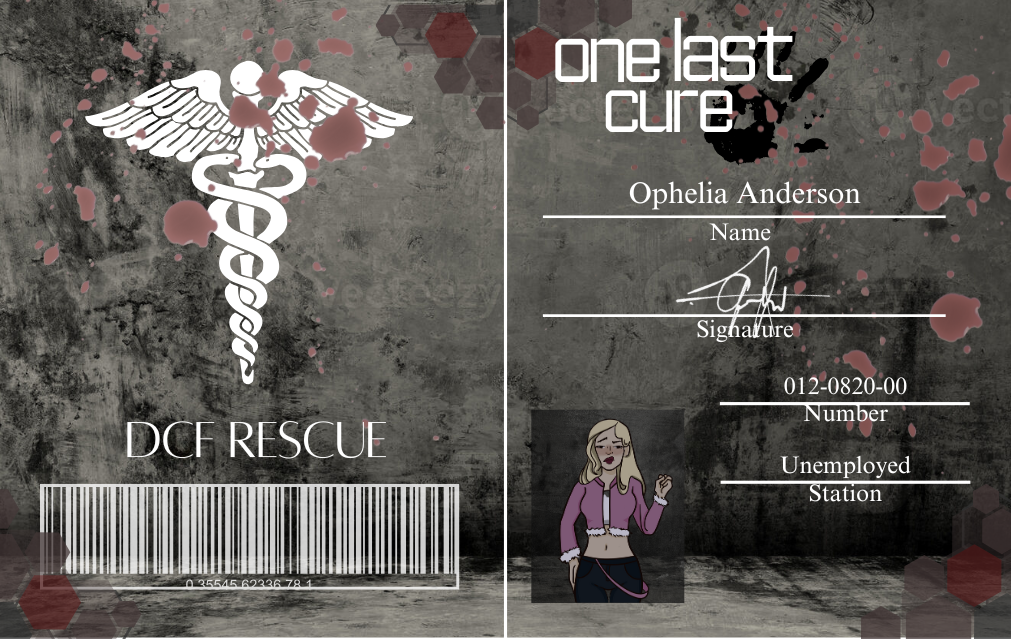 DCF RESCUE
0 35545 62336 78 1
one last
cure
Ophelia Anderson
Name
Signature
012-0820-00
Number
Unemployed
Station